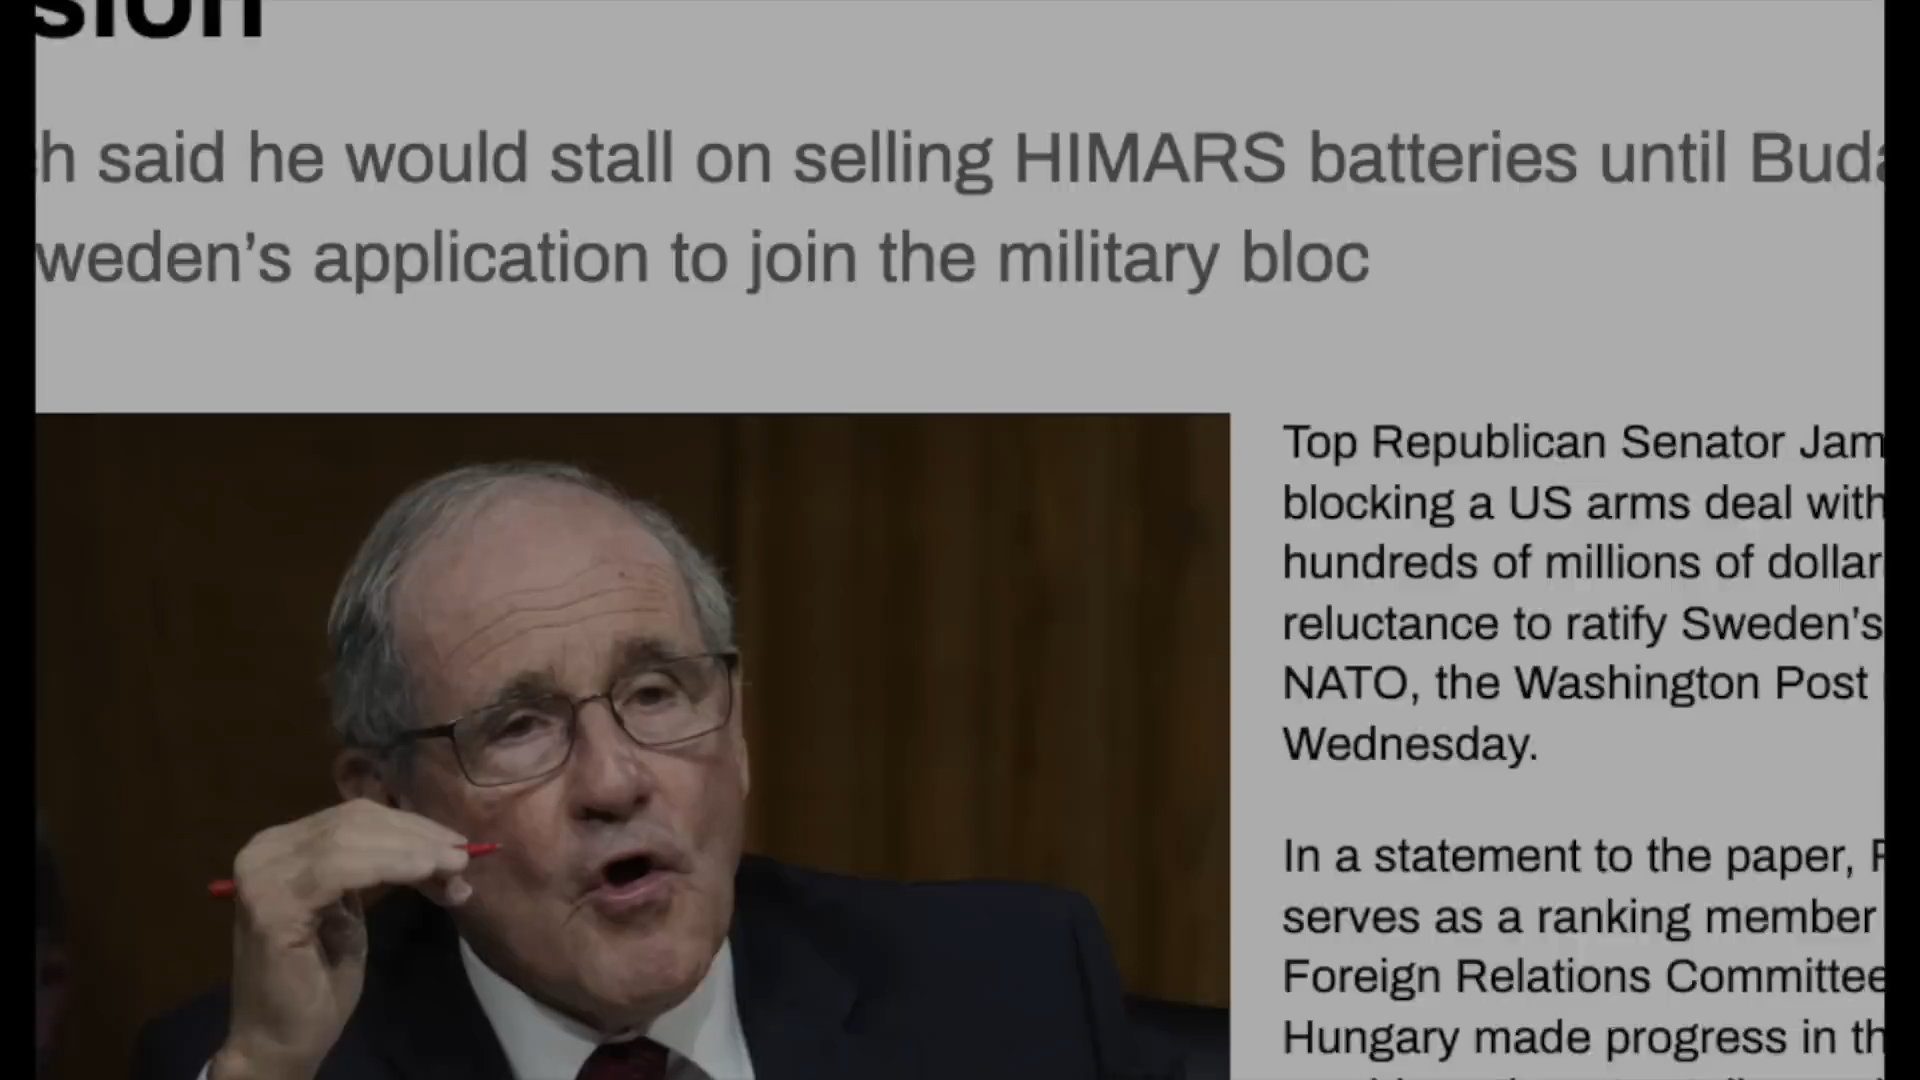 sion
h said he would stall on selling HIMARS batteries until Buda
weden’s application to join the military bloc
Top Republican Senator Jam
blocking a US arms deal with
hundreds of millions of dollar
reluctance to ratify Sweden's
NATO, the Washington Post
Wednesday.
In a statement to the paper,
serves as a ranking member
Foreign Relations Committee
Hungary made progress in th